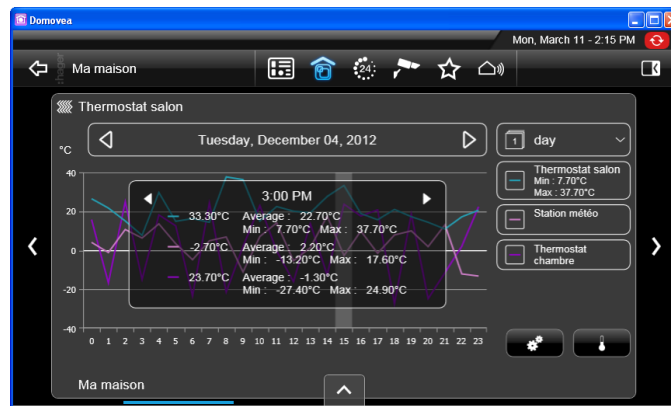 Domovea
Mon, March 11 - 2:15 PM
:hager
Ma maison
24
Thermostat salon
Tuesday, December 04, 2012
1 day
°C
40
20
0
-20
-40
3:00 PM
33.30°C Average : 22.70°C
Min : 7.70°C Max : 37.70°C
-2.70°C Average : 2.20°C
Min : -13.20°C Max : 17.60°C
23.70°C Average : -1.30°C
Min : -27.40°C Max : 24.90°C
Thermostat salon
Min : 7.70°C
Max : 37.70°C
Station météo
Thermostat
chambre
0 1 2 3 4 5 6 7 8 9 10 11 12 13 14 15 16 17 18 19 20 21 22 23
Ma maison